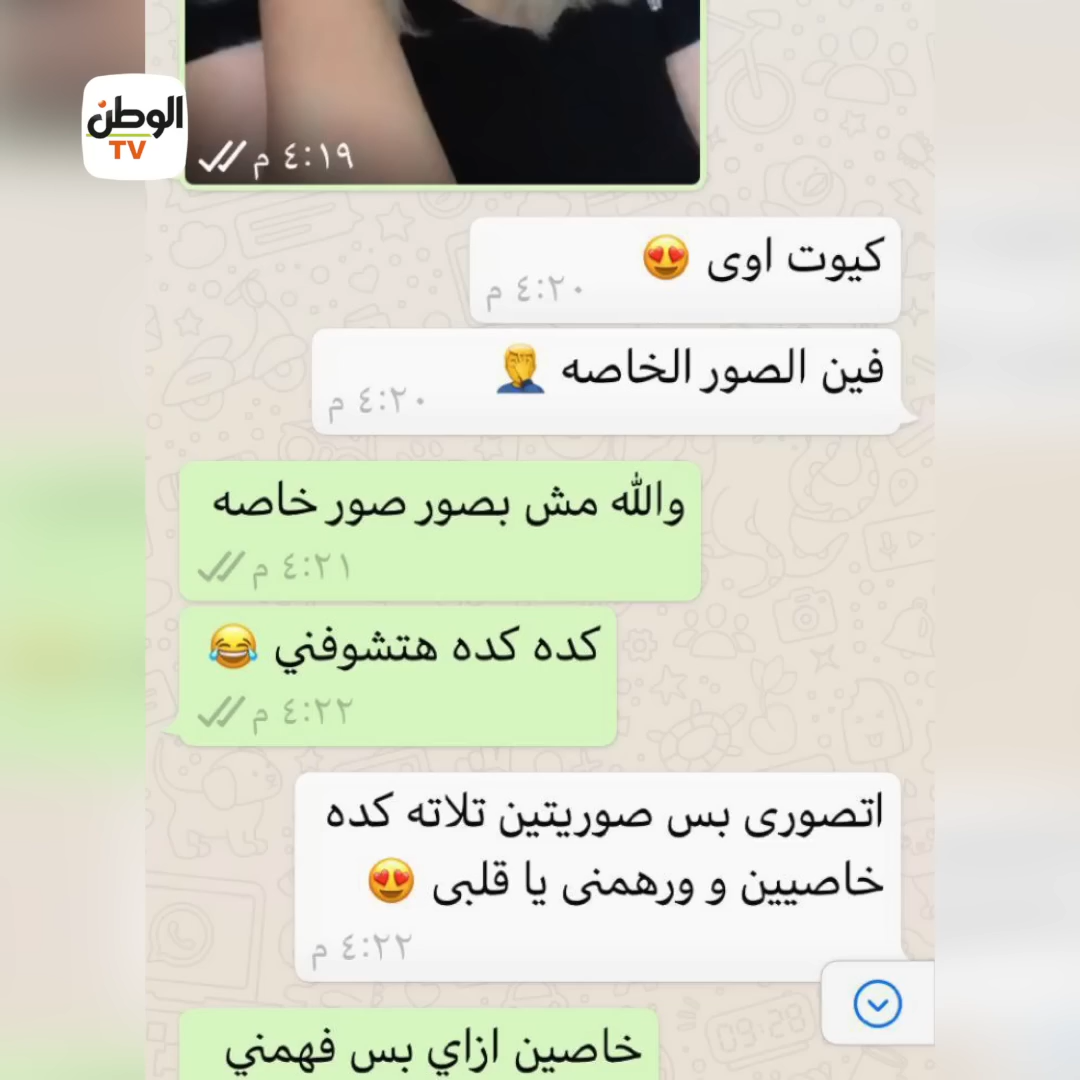 الوطن
TV
٤:١٩ م
كيوت اوى 😍
٤:٢٠ م
فين الصور الخاصه 🤦‍♂️
٤:٢٠ م
والله مش بصور صور خاصه
٤:٢١ م
كده كده هتشوفني 😂
٤:٢٢ م
اتصورى بس صوريتين تلاته كده
خاصيين و ورهمنى يا قلبى 😍
٤:٢٢ م
خاصين ازاي بس فهمني